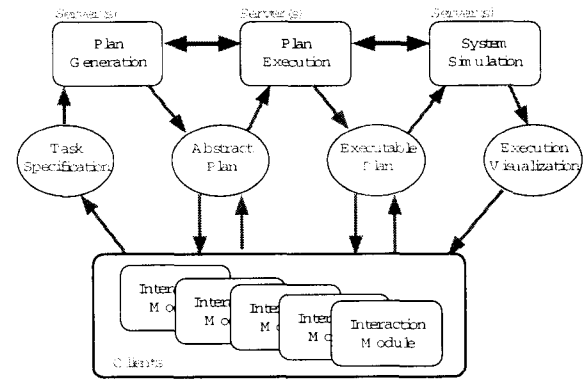 Server(s)
Server(s)
Server(s)
Plan
Generation
Plan
Execution
System
Simulation
Task
Specification
Abstract
Plan
Executable
Plan
Execution
Visualization
Interaction
Module
Clients